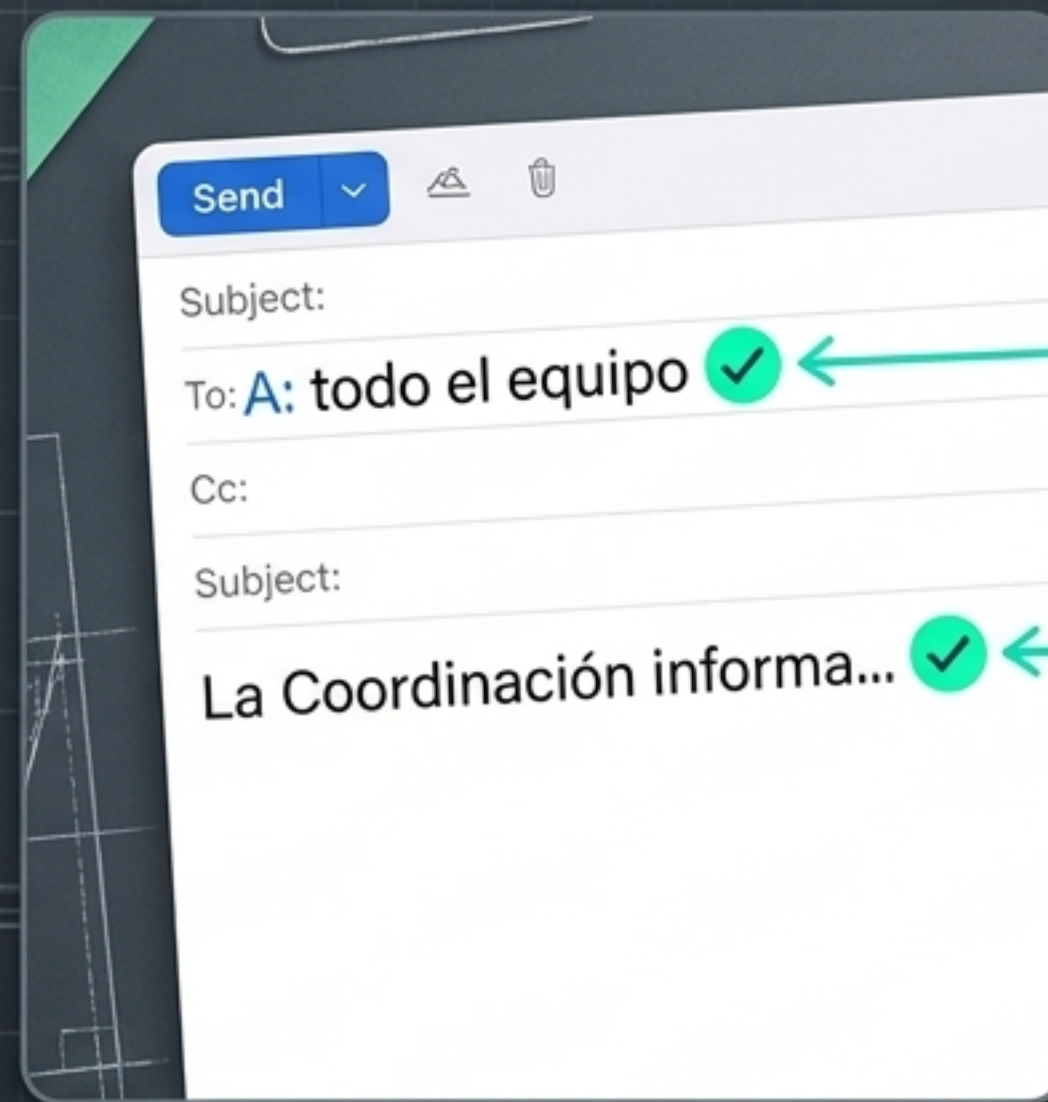 Send
Subject:
To: A: todo el equipo
Cc:
Subject:
La Coordinación informa...